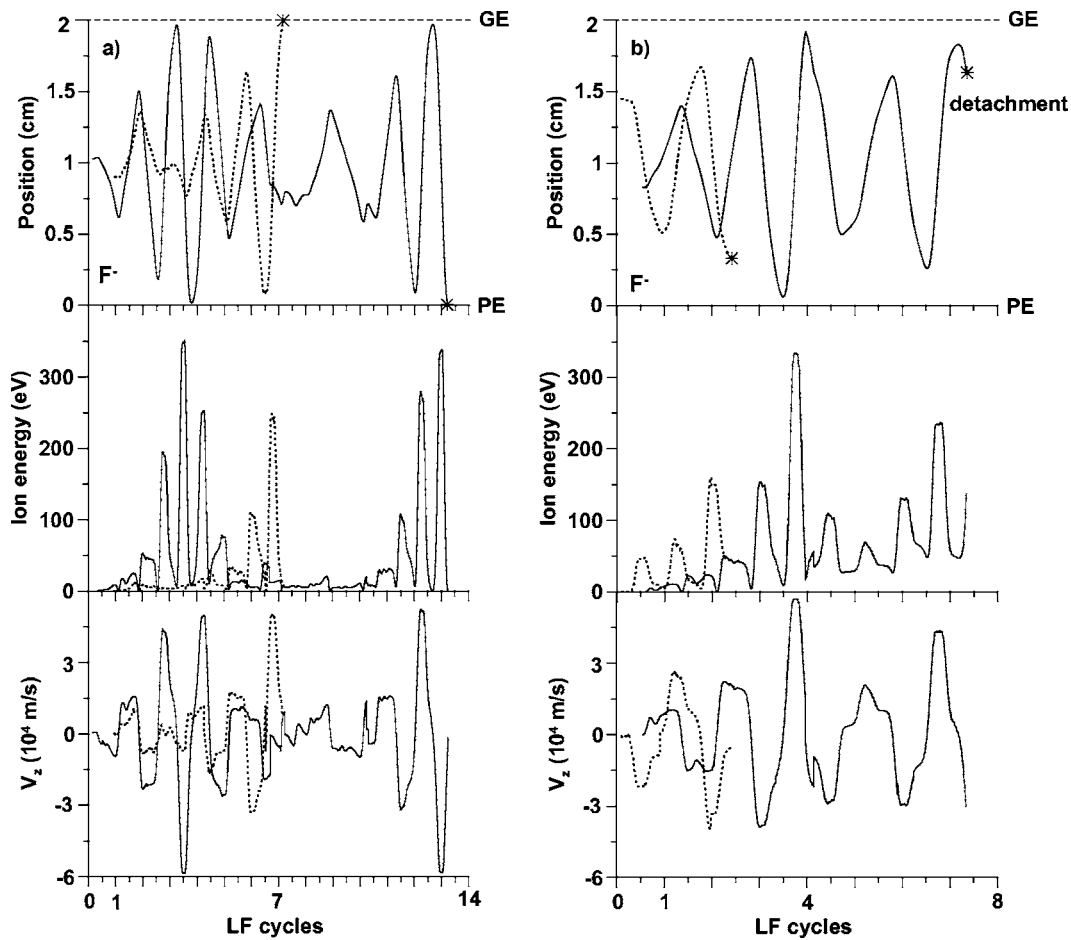 GE
2
a)
1.5
Position (cm)
1
0.5
F-
0
PE
300
Ion energy (eV)
200
100
0
3
Vz (10⁴ m/s)
0
-3
-6
0 1 7 14
LF cycles
GE
2
b)
1.5
detachment
Position (cm)
1
0.5
F-
0
PE
300
Ion energy (eV)
200
100
0
3
Vz (10⁴ m/s)
0
-3
-6
0 1 4 8
LF cycles